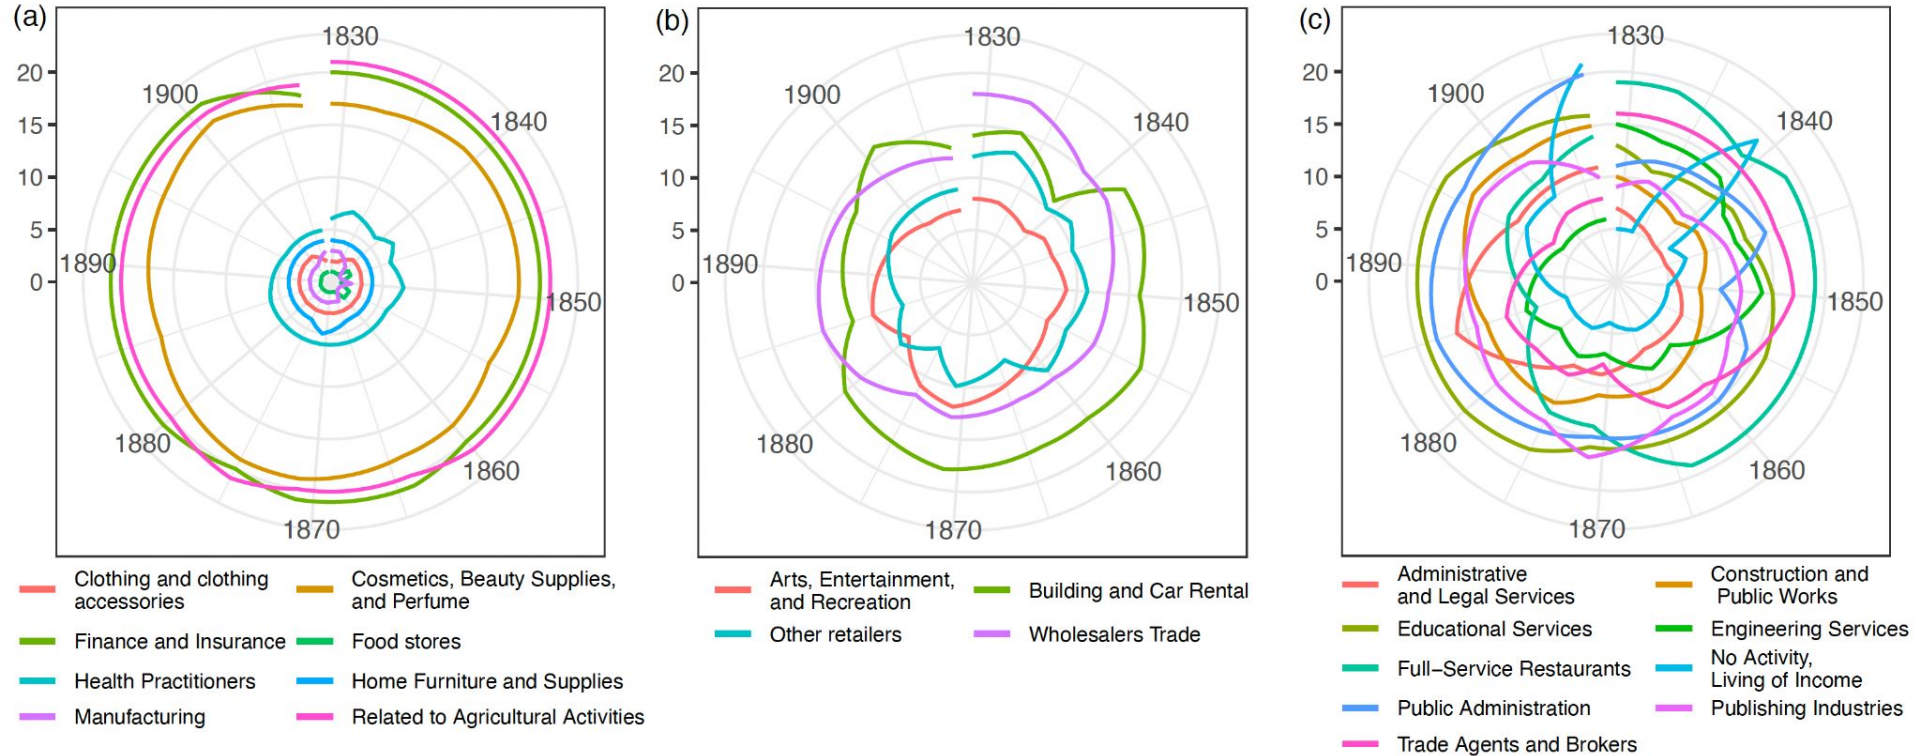 (a)
1830
1840
1850
1860
1870
1880
1890
1900
20
15
10
5
0
Clothing and clothing
accessories
Cosmetics, Beauty Supplies,
and Perfume
Finance and Insurance
Food stores
Health Practitioners
Home Furniture and Supplies
Manufacturing
Related to Agricultural Activities
(b)
1830
1840
1850
1860
1870
1880
1890
1900
20
15
10
5
0
Arts, Entertainment,
and Recreation
Building and Car Rental
Other retailers
Wholesalers Trade
(c)
1830
1840
1850
1860
1870
1880
1890
1900
20
15
10
5
0
Administrative
and Legal Services
Construction and
Public Works
Educational Services
Engineering Services
Full−Service Restaurants
No Activity,
Living of Income
Public Administration
Publishing Industries
Trade Agents and Brokers